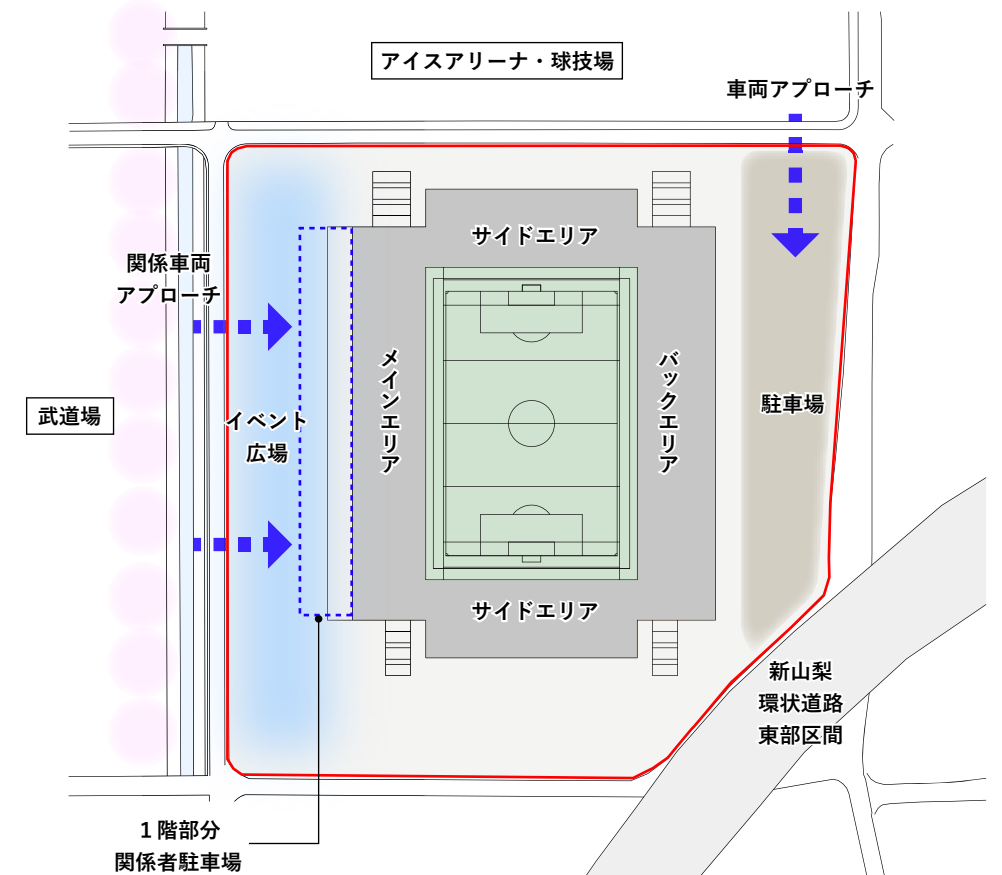 アイスアリーナ・球技場
車両アプローチ
サイドエリア
関係車両
アプローチ
メインエリア
バックエリア
駐車場
武道場
イベント
広場
サイドエリア
新山梨
環状道路
東部区間
1階部分
関係者駐車場